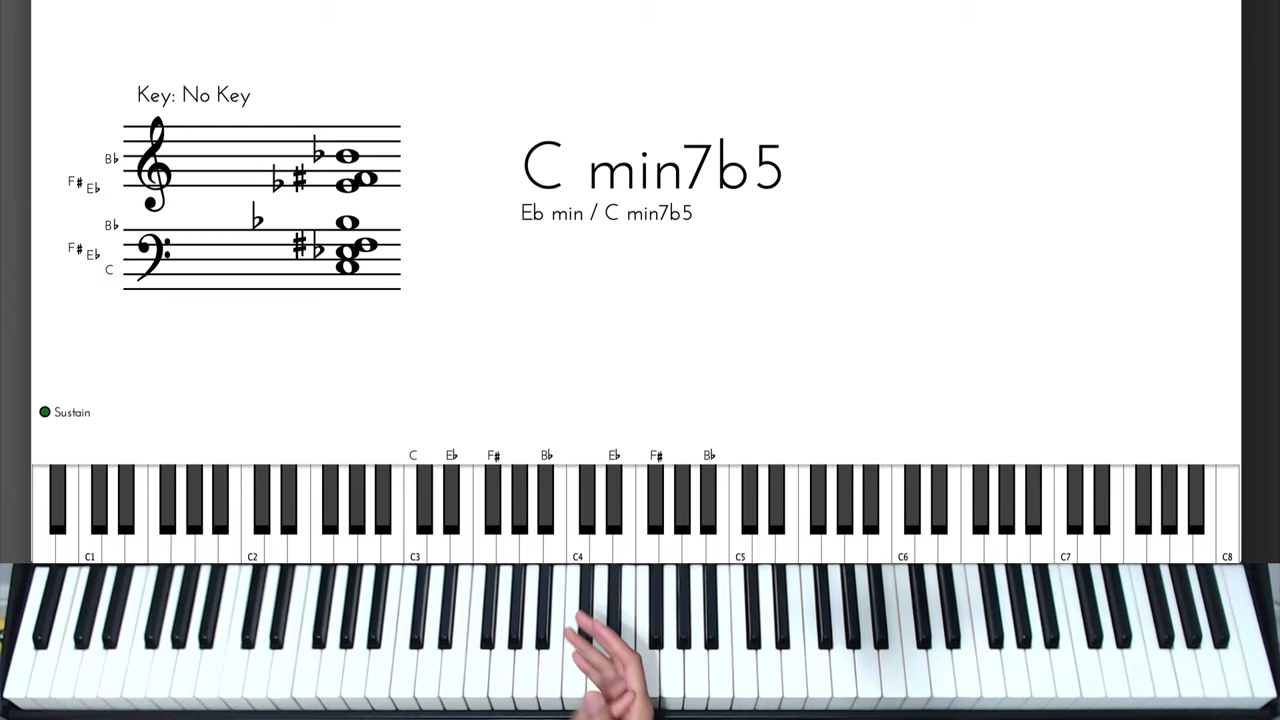 Key: No Key
C min7b5
Eb min / C min7b5
B♭
F♯ E♭
B♭
F♯ E♭
C
Sustain
C E♭ F♯ B♭ E♭ F♯ B♭
C1 C2 C3 C4 C5 C6 C7 C8